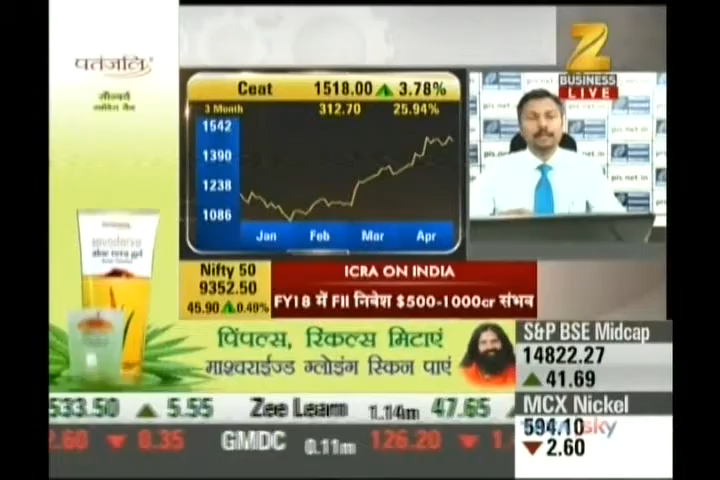 पतंजलि
Ceat 1518.00 3.78%
3 Month 312.70 25.94%
1542
1390
1238
1086
Jan Feb Mar Apr
Z
BUSINESS
LIVE
Nifty 50
9352.50
45.90 0.49%
ICRA ON INDIA
FY18 में FII निवेश $500-1000cr संभव
पिंपल्स, रिंकल्स मिटाएं
माश्चराईज्ड ग्लोइंग स्किन पाएं
S&P BSE Midcap
14822.27
41.69
MCX Nickel
594.10
2.60
533.50 5.55 Zee Learn 1.14m 47.65
2.60 0.35 GMDC 0.11m 126.20